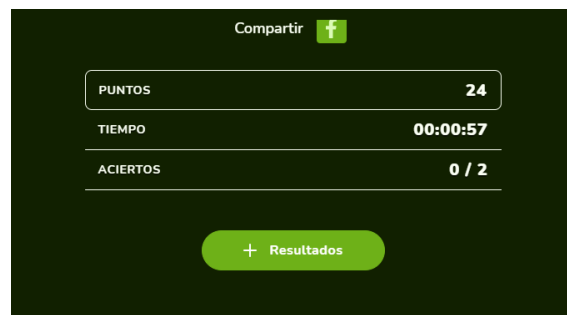 Compartir f
PUNTOS 24
TIEMPO 00:00:57
ACIERTOS 0 / 2
+ Resultados